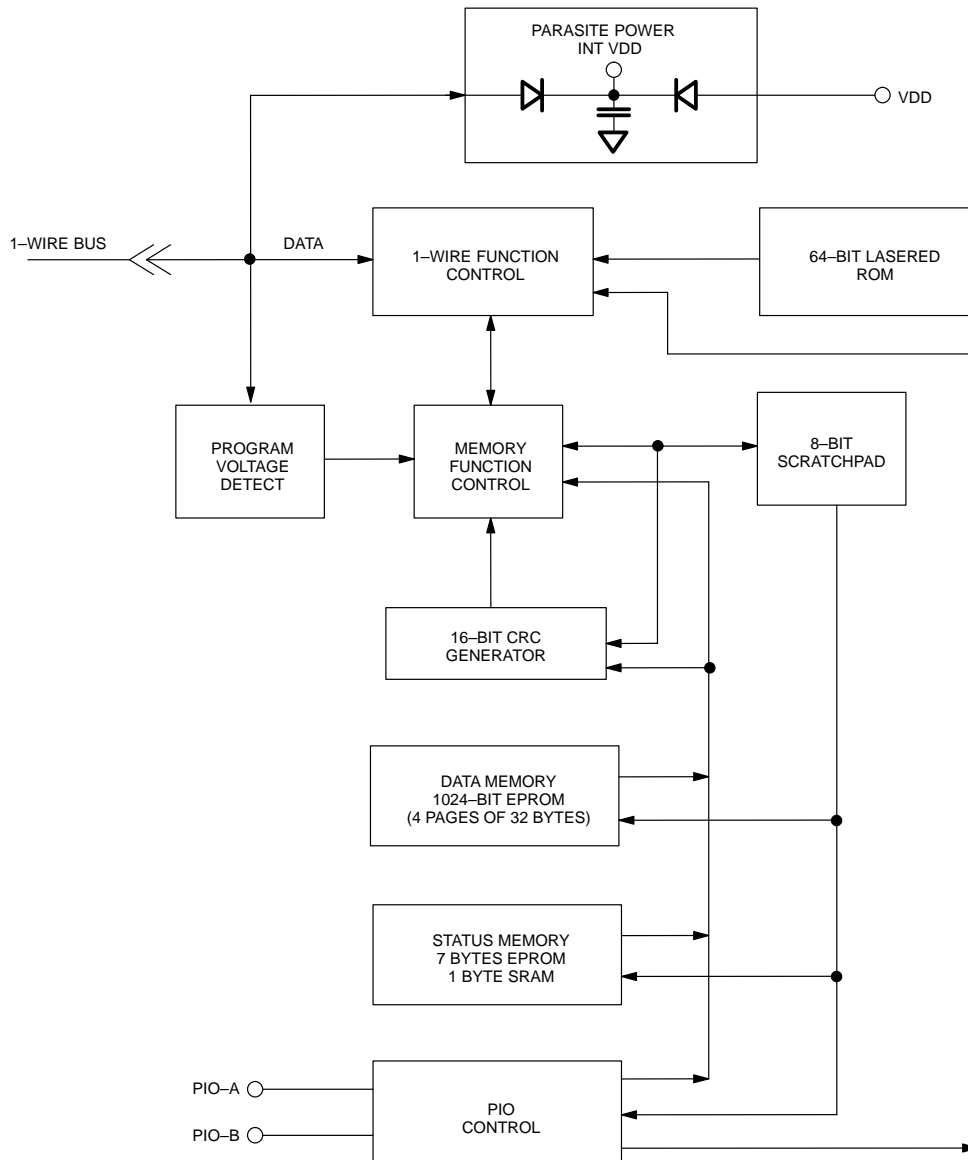 PARASITE POWER
INT VDD
VDD
1–WIRE BUS
DATA
1–WIRE FUNCTION
CONTROL
64–BIT LASERED
ROM
PROGRAM
VOLTAGE
DETECT
MEMORY
FUNCTION
CONTROL
8–BIT
SCRATCHPAD
16–BIT CRC
GENERATOR
DATA MEMORY
1024–BIT EPROM
(4 PAGES OF 32 BYTES)
STATUS MEMORY
7 BYTES EPROM
1 BYTE SRAM
PIO–A
PIO–B
PIO
CONTROL